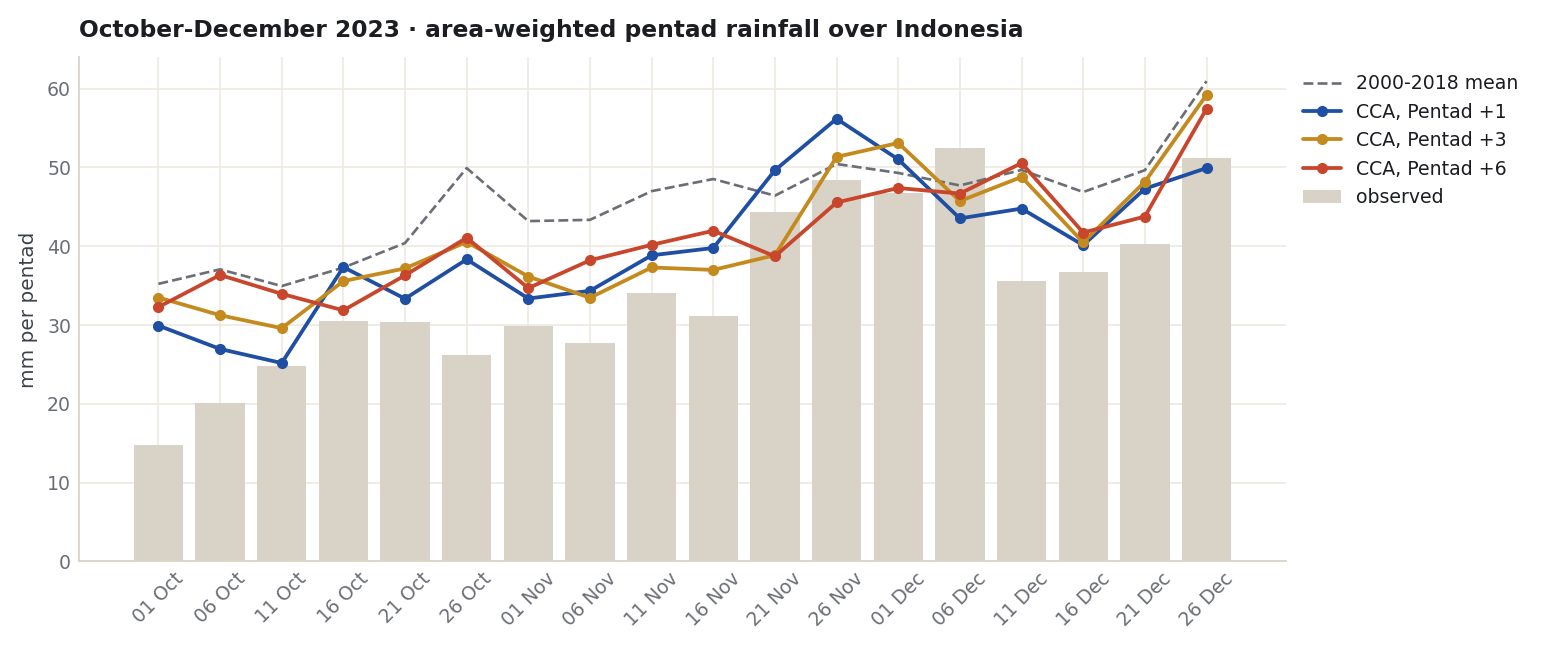 October-December 2023 · area-weighted pentad rainfall over Indonesia
mm per pentad
60
50
40
30
20
10
0
01 Oct
06 Oct
11 Oct
16 Oct
21 Oct
26 Oct
01 Nov
06 Nov
11 Nov
16 Nov
21 Nov
26 Nov
01 Dec
06 Dec
11 Dec
16 Dec
21 Dec
26 Dec
2000-2018 mean
CCA, Pentad +1
CCA, Pentad +3
CCA, Pentad +6
observed